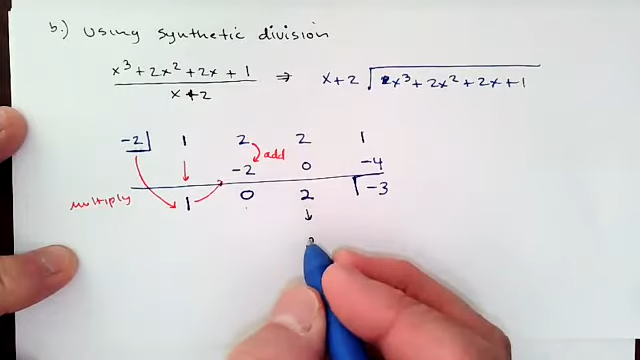 b.) Using synthetic division
x³ + 2x² + 2x + 1 / x + 2 ⇒ x+2 √ x³ + 2x² + 2x + 1
-2 1 2 2 1
add
-2 0 -4
multiply 1 0 2 -3
↓